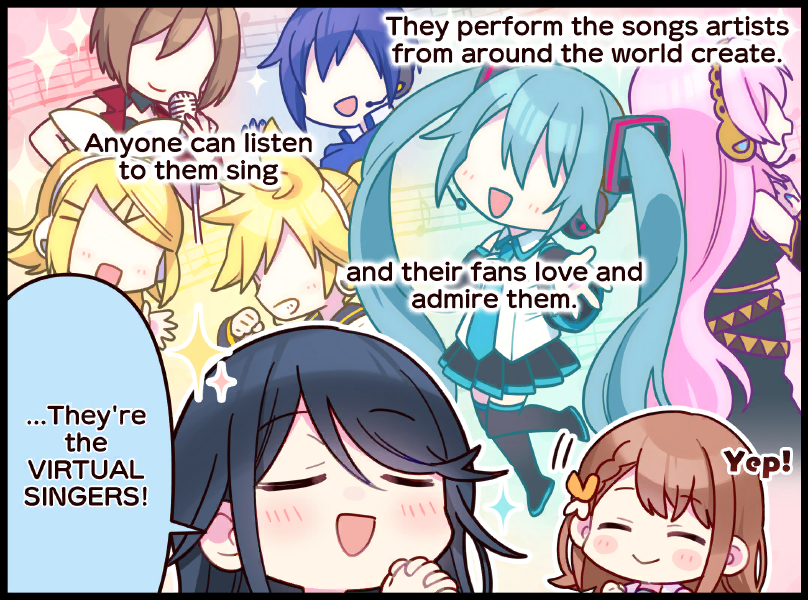 They perform the songs artists
from around the world create.
Anyone can listen
to them sing
and their fans love and
admire them.
...They're
the
VIRTUAL
SINGERS!
Yep!